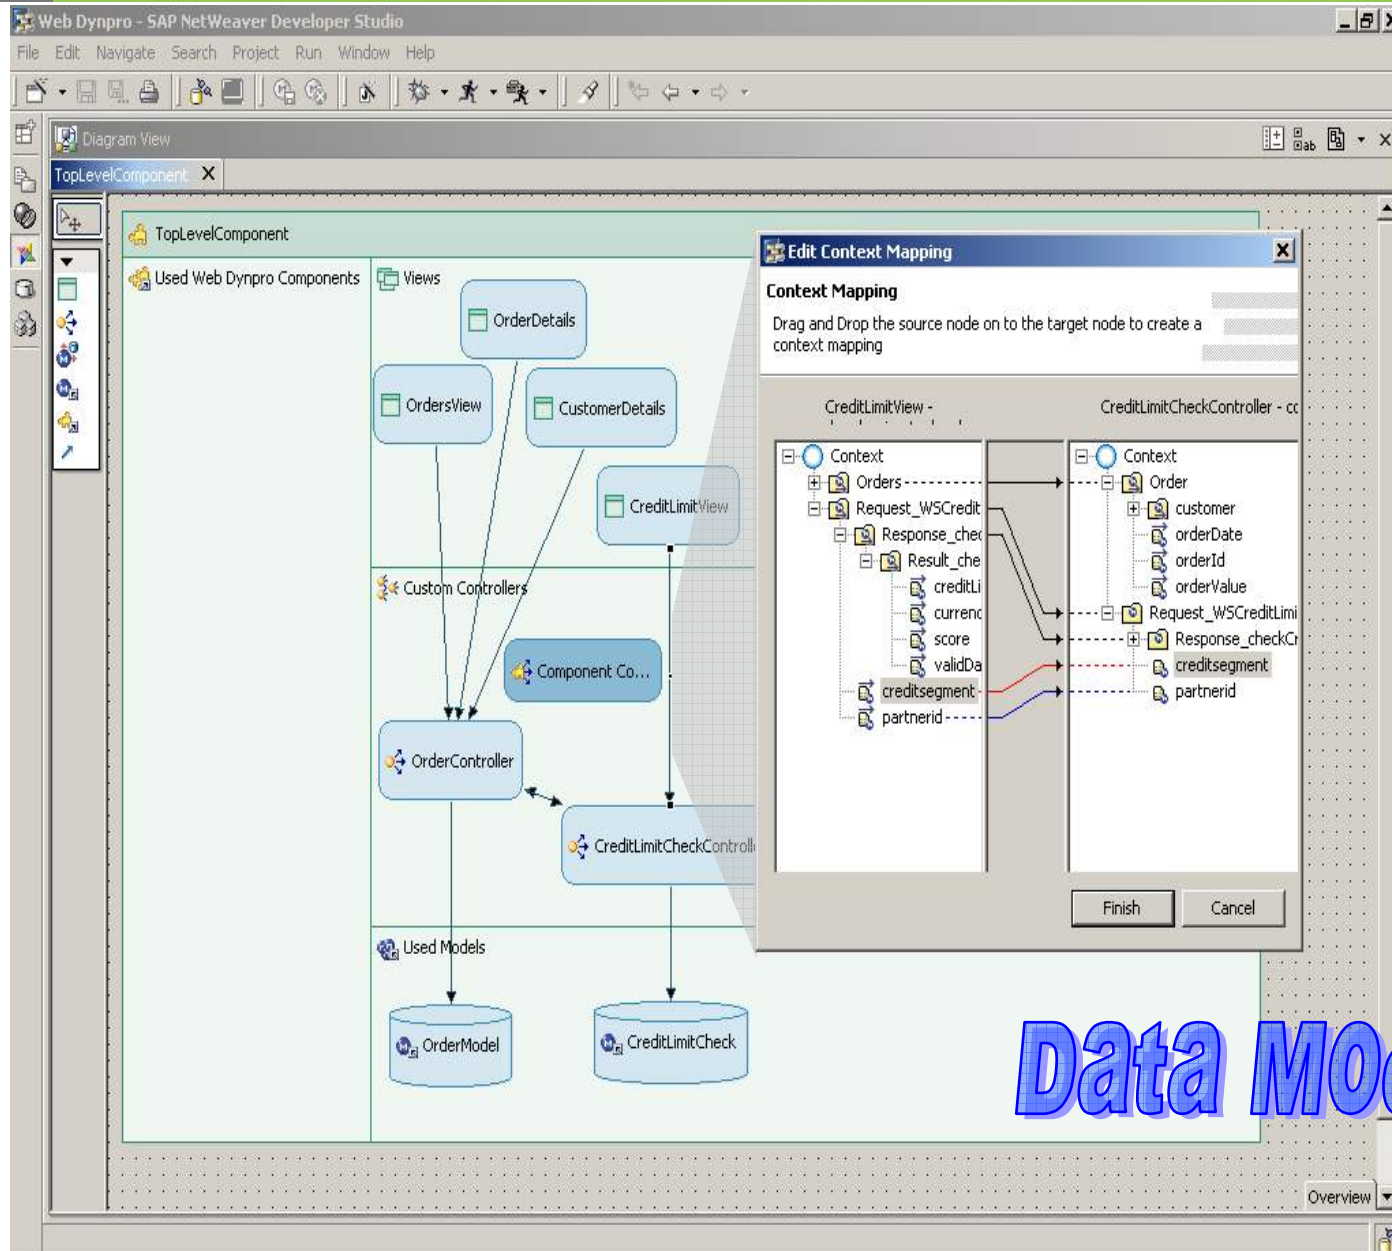 Web Dynpro - SAP NetWeaver Developer Studio
File Edit Navigate Search Project Run Window Help
Diagram View
TopLevelComponent
TopLevelComponent
Used Web Dynpro Components
Views
OrderDetails
OrdersView
CustomerDetails
CreditLimitView
Custom Controllers
Component Co...
OrderController
CreditLimitCheckControlle
Used Models
OrderModel
CreditLimitCheck
Edit Context Mapping
Context Mapping
Drag and Drop the source node on to the target node to create a
context mapping
CreditLimitView -
Context
Orders
Request_WSCredit
Response_chec
Result_che
creditLi
currenc
score
validDa
creditsegment
partnerid
CreditLimitCheckController - co
Context
Order
customer
orderDate
orderId
orderValue
Request_WSCreditLimi
Response_checkCr
creditsegment
partnerid
Finish Cancel
Data Mo
Overview